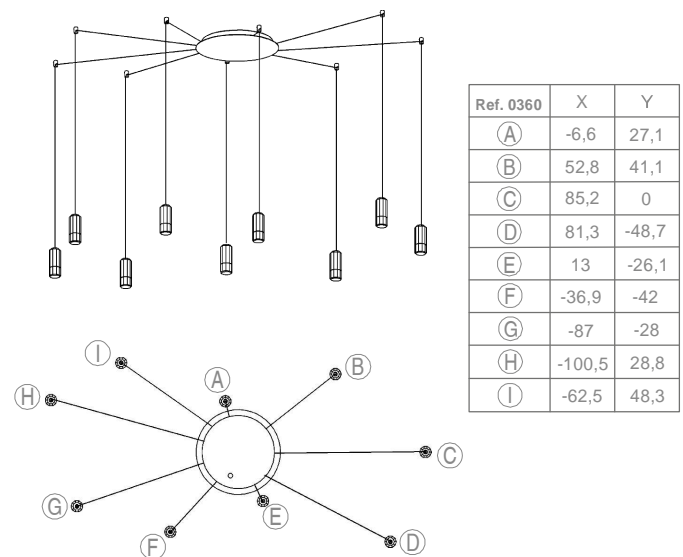 Ref. 0360 X Y
A -6,6 27,1
B 52,8 41,1
C 85,2 0
D 81,3 -48,7
E 13 -26,1
F -36,9 -42
G -87 -28
H -100,5 28,8
I -62,5 48,3
I
B
A
H
C
G
E
F
D